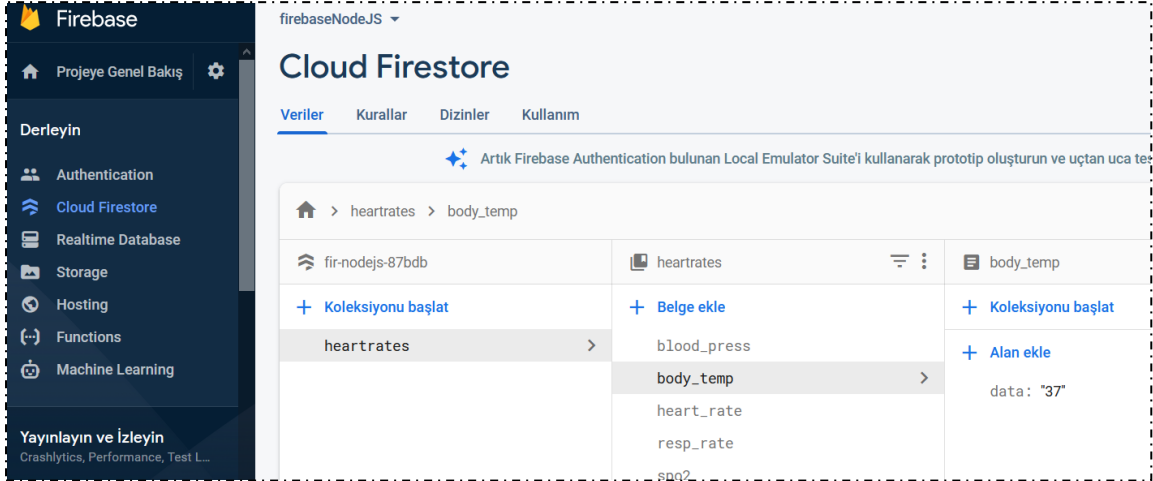 Firebase
Projeye Genel Bakış
Derleyin
Authentication
Cloud Firestore
Realtime Database
Storage
Hosting
Functions
Machine Learning
Yayınlayın ve İzleyin
Crashlytics, Performance, Test L...
firebaseNodeJS
Cloud Firestore
Veriler Kurallar Dizinler Kullanım
Artık Firebase Authentication bulunan Local Emulator Suite'i kullanarak prototip oluşturun ve uçtan uca tes
heartrates > body_temp
fir-nodejs-87bdb
+ Koleksiyonu başlat
heartrates
heartrates
+ Belge ekle
blood_press
body_temp
heart_rate
resp_rate
spo2
body_temp
+ Koleksiyonu başlat
+ Alan ekle
data: "37"